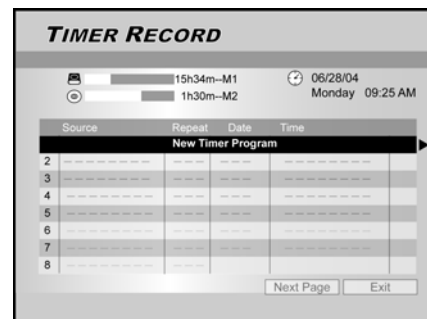 TIMER RECORD
15h34m--M1 06/28/04
1h30m--M2 Monday 09:25 AM
Source Repeat Date Time
New Timer Program
2 -------- --- --- --------
3 -------- --- --- --------
4 -------- --- --- --------
5 -------- --- --- --------
6 -------- --- --- --------
7 -------- --- --- --------
8 -------- --- --- --------
Next Page Exit